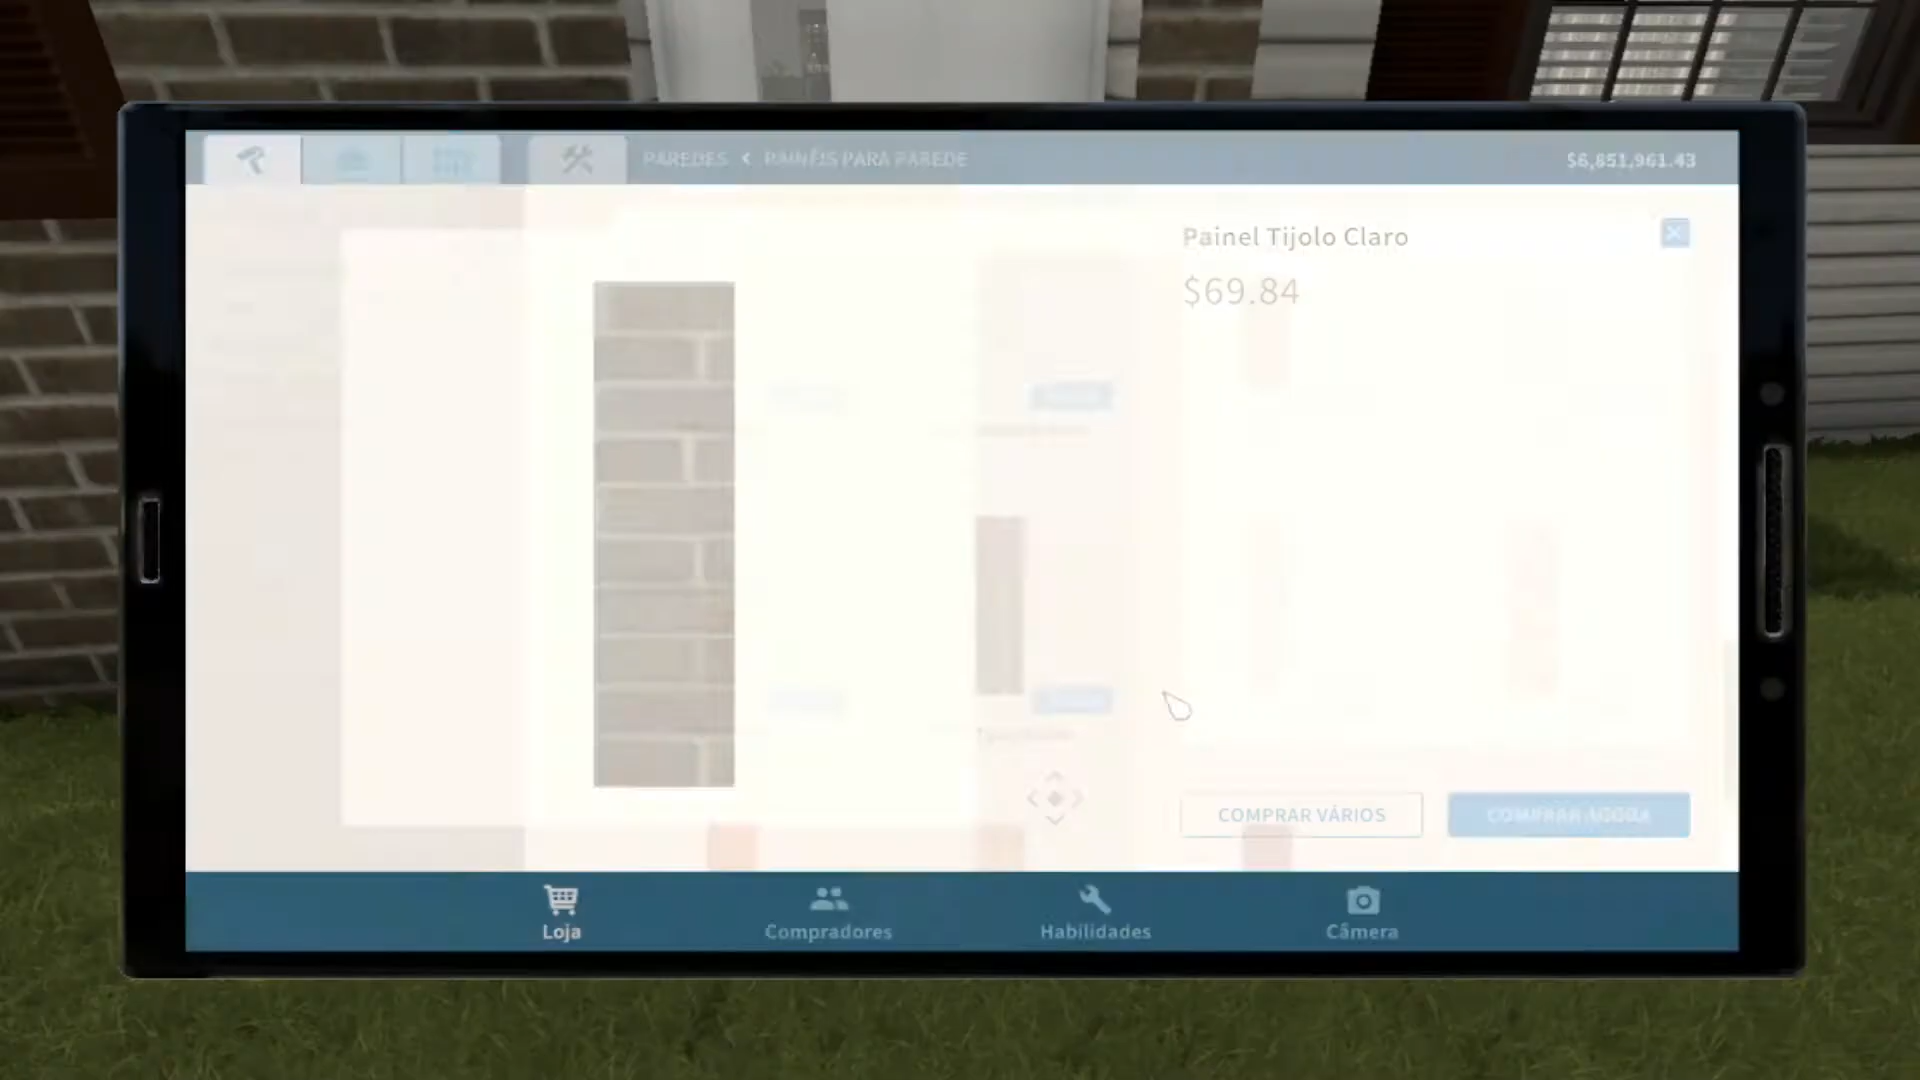 PAREDES < PAINÉIS PARA PAREDE
$6,851,961.43
Painel Tijolo Claro
$69.84
COMPRAR VÁRIOS
COMPRAR AGORA
Loja
Compradores
Habilidades
Câmera